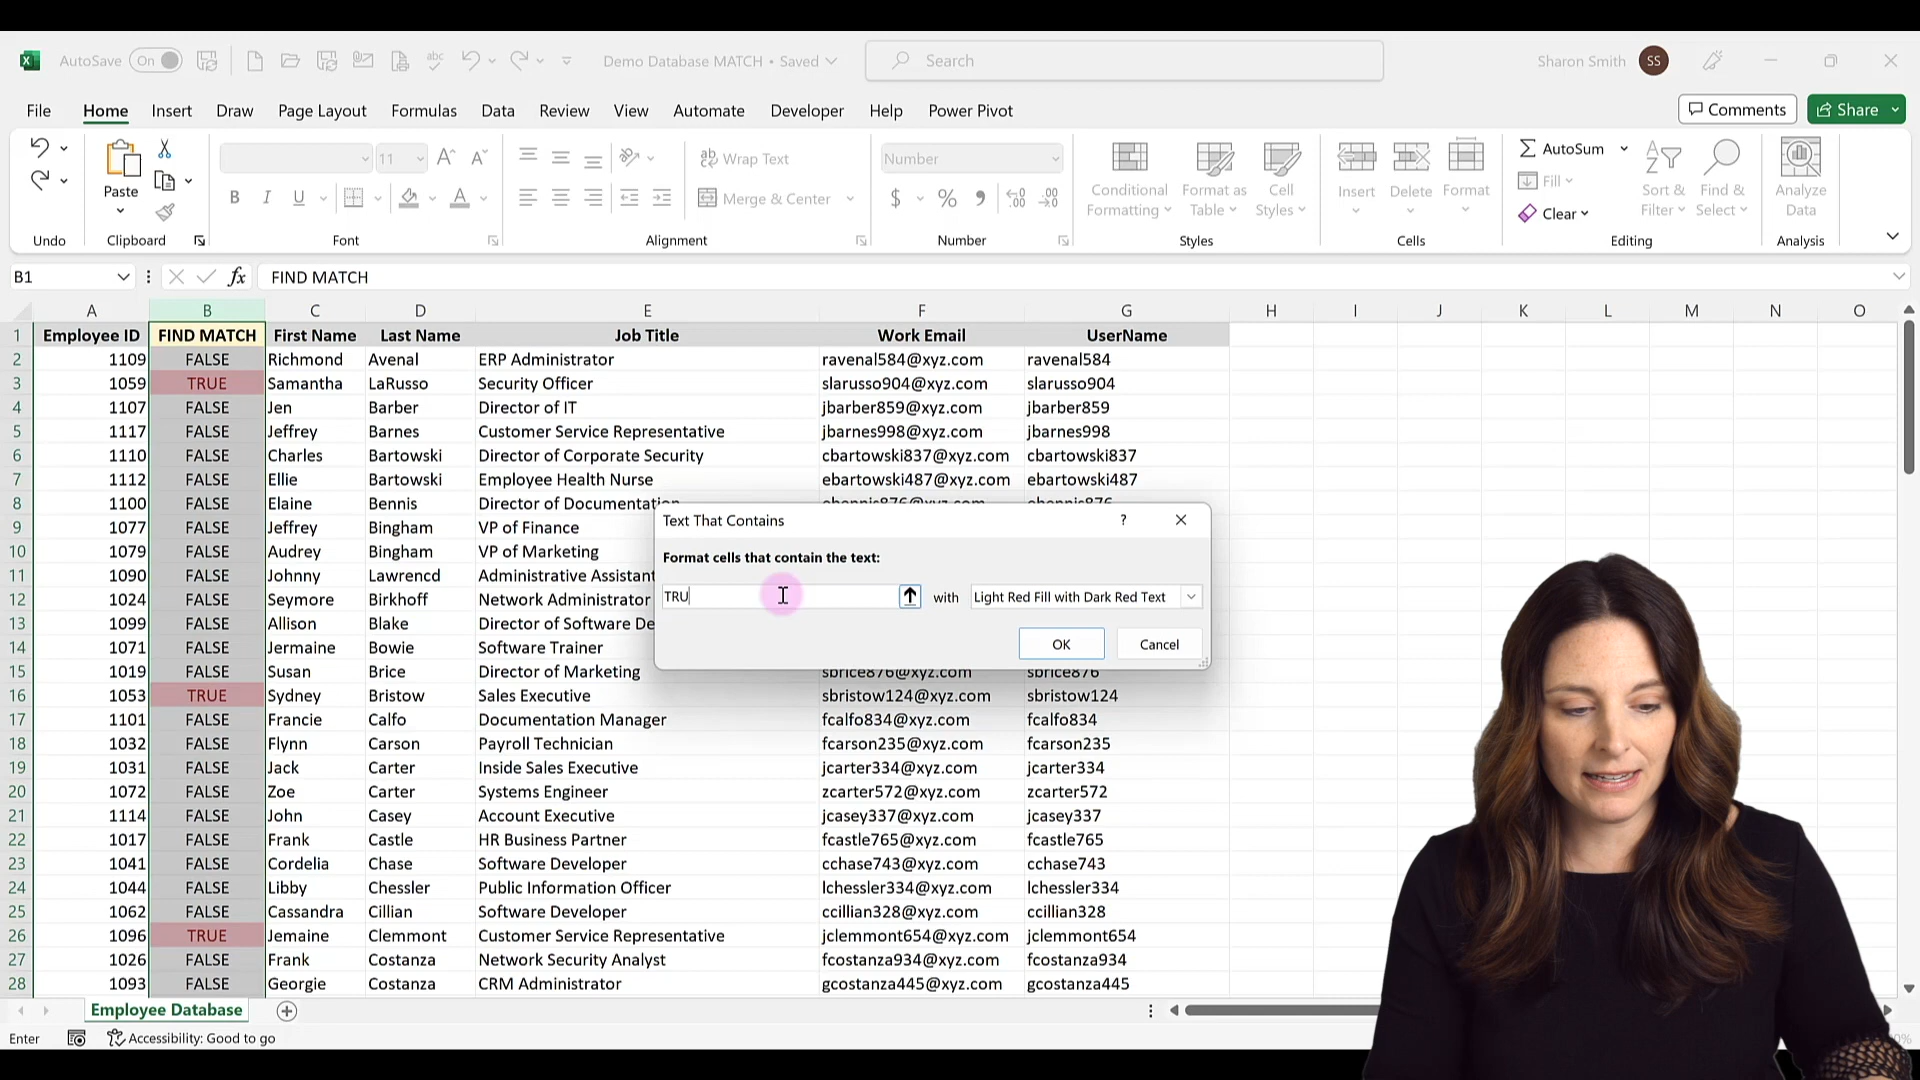 AutoSave On Demo Database MATCH • Saved Search Sharon Smith SS
File Home Insert Draw Page Layout Formulas Data Review View Automate Developer Help Power Pivot Comments Share
Undo
Paste
Clipboard
11
B I U
Font
Wrap Text
Merge & Center
Alignment
Number
$ %
Number
Conditional Formatting
Format as Table
Cell Styles
Styles
Insert Delete Format
Cells
AutoSum
Fill
Clear
Sort & Filter
Find & Select
Editing
Analyze Data
Analysis
B1 fx FIND MATCH
A B C D E F G H I J K L M N O
1 Employee ID FIND MATCH First Name Last Name Job Title Work Email UserName
2 1109 FALSE Richmond Avenal ERP Administrator ravenal584@xyz.com ravenal584
3 1059 TRUE Samantha LaRusso Security Officer slarusso904@xyz.com slarusso904
4 1107 FALSE Jen Barber Director of IT jbarber859@xyz.com jbarber859
5 1117 FALSE Jeffrey Barnes Customer Service Representative jbarnes998@xyz.com jbarnes998
6 1110 FALSE Charles Bartowski Director of Corporate Security cbartowski837@xyz.com cbartowski837
7 1112 FALSE Ellie Bartowski Employee Health Nurse ebartowski487@xyz.com ebartowski487
8 1100 FALSE Elaine Bennis Director of Documentation ebennis876@xyz.com ebennis876
9 1077 FALSE Jeffrey Bingham VP of Finance
10 1079 FALSE Audrey Bingham VP of Marketing
11 1090 FALSE Johnny Lawrencd Administrative Assistant
12 1024 FALSE Seymore Birkhoff Network Administrator
13 1099 FALSE Allison Blake Director of Software De
14 1071 FALSE Jermaine Bowie Software Trainer
15 1019 FALSE Susan Brice Director of Marketing sbrice876@xyz.com sbrice876
16 1053 TRUE Sydney Bristow Sales Executive sbristow124@xyz.com sbristow124
17 1101 FALSE Francie Calfo Documentation Manager fcalfo834@xyz.com fcalfo834
18 1032 FALSE Flynn Carson Payroll Technician fcarson235@xyz.com fcarson235
19 1031 FALSE Jack Carter Inside Sales Executive jcarter334@xyz.com jcarter334
20 1072 FALSE Zoe Carter Systems Engineer zcarter572@xyz.com zcarter572
21 1114 FALSE John Casey Account Executive jcasey337@xyz.com jcasey337
22 1017 FALSE Frank Castle HR Business Partner fcastle765@xyz.com fcastle765
23 1041 FALSE Cordelia Chase Software Developer cchase743@xyz.com cchase743
24 1044 FALSE Libby Chessler Public Information Officer lchessler334@xyz.com lchessler334
25 1062 FALSE Cassandra Cillian Software Developer ccillian328@xyz.com ccillian328
26 1096 TRUE Jemaine Clemmont Customer Service Representative jclemmont654@xyz.com jclemmont654
27 1026 FALSE Frank Costanza Network Security Analyst fcostanza934@xyz.com fcostanza934
28 1093 FALSE Georgie Costanza CRM Administrator gcostanza445@xyz.com gcostanza445
Text That Contains ?
Format cells that contain the text:
TRU with Light Red Fill with Dark Red Text
OK Cancel
Employee Database
Enter Accessibility: Good to go